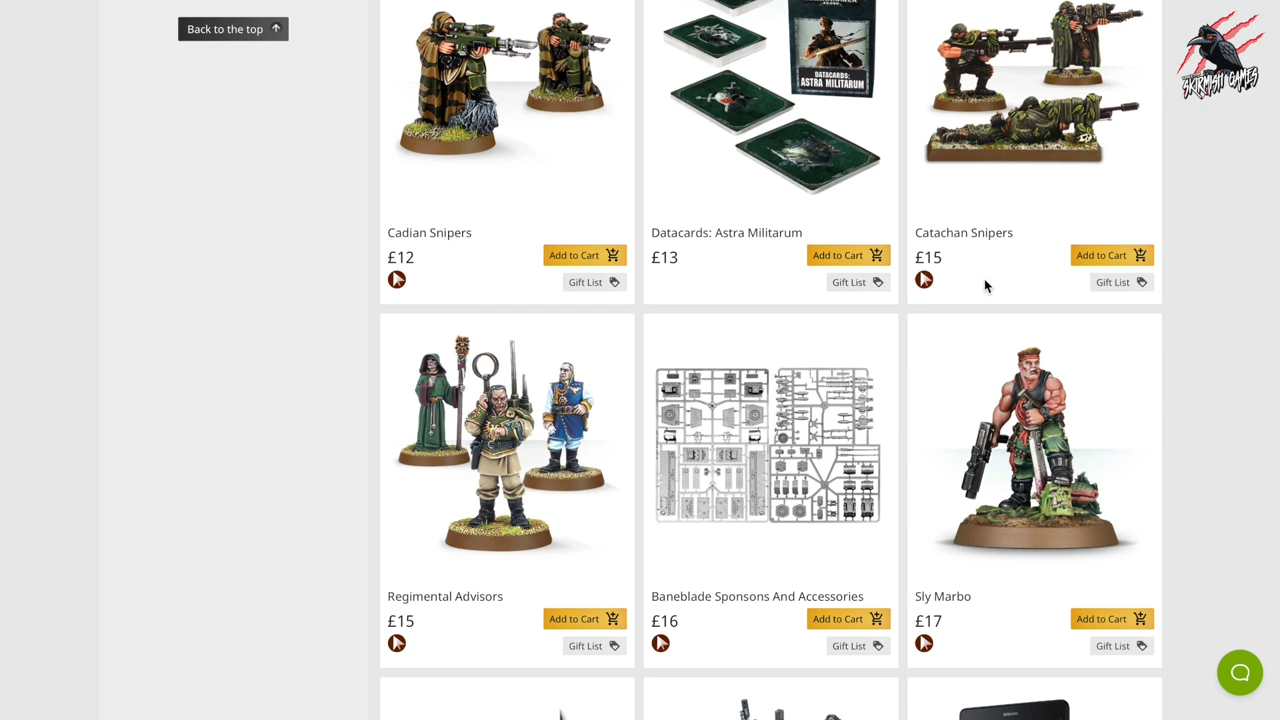 Back to the top
DATACARDS:
ASTRA MILITARUM
SKIRMISH GAMES
Cadian Snipers
£12
Add to Cart
Gift List
Datacards: Astra Militarum
£13
Add to Cart
Gift List
Catachan Snipers
£15
Add to Cart
Gift List
Regimental Advisors
£15
Add to Cart
Gift List
Baneblade Sponsons And Accessories
£16
Add to Cart
Gift List
Sly Marbo
£17
Add to Cart
Gift List